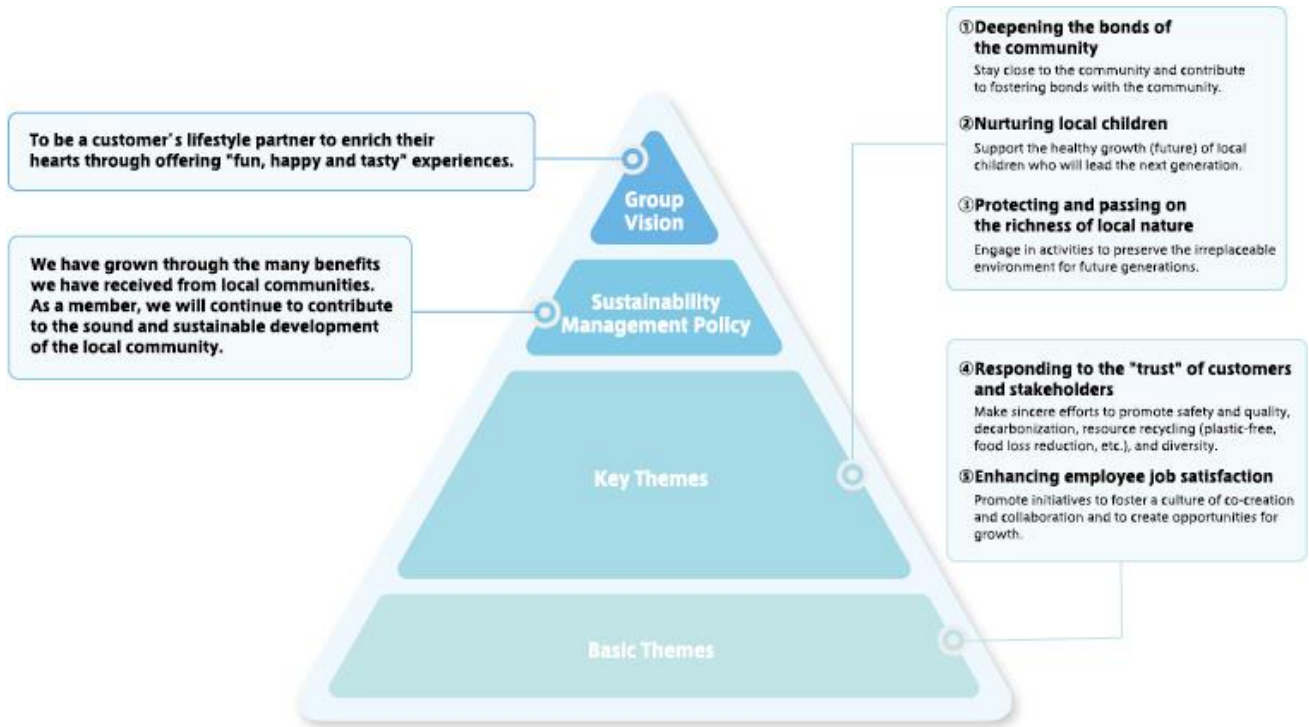 To be a customer's lifestyle partner to enrich their
hearts through offering "fun, happy and tasty" experiences.
We have grown through the many benefits
we have received from local communities.
As a member, we will continue to contribute
to the sound and sustainable development
of the local community.
Group
Vision
Sustainability
Management Policy
Key Themes
Basic Themes
①Deepening the bonds of
the community
Stay close to the community and contribute
to fostering bonds with the community.
②Nurturing local children
Support the healthy growth (future) of local
children who will lead the next generation.
③Protecting and passing on
the richness of local nature
Engage in activities to preserve the irreplaceable
environment for future generations.
④Responding to the "trust" of customers
and stakeholders
Make sincere efforts to promote safety and quality,
decarbonization, resource recycling (plastic-free,
food loss reduction, etc.), and diversity.
⑤Enhancing employee job satisfaction
Promote initiatives to foster a culture of co-creation
and collaboration and to create opportunities for
growth.